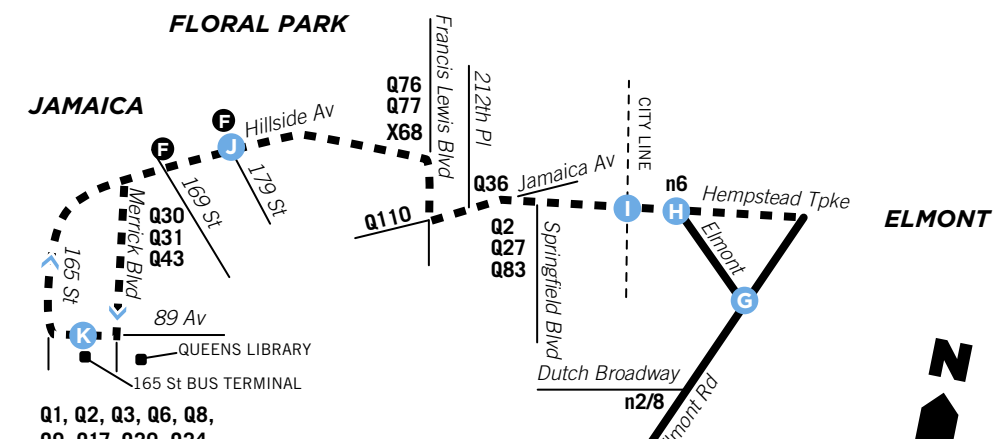 FLORAL PARK
JAMAICA
F
F
J
Hillside Av
Q76
Q77
X68
Francis Lewis Blvd
212th Pl
CITY LINE
169 St
179 St
Q36
Jamaica Av
n6
Hempstead Tpke
ELMONT
I
H
Q110
Merrick Blvd
Q30
Q31
Q43
165 St
Q2
Q27
Q83
Springfield Blvd
Elmont
G
K
89 Av
QUEENS LIBRARY
165 St BUS TERMINAL
Dutch Broadway
n2/8
Elmont Rd
N
Q1, Q2, Q3, Q6, Q8,